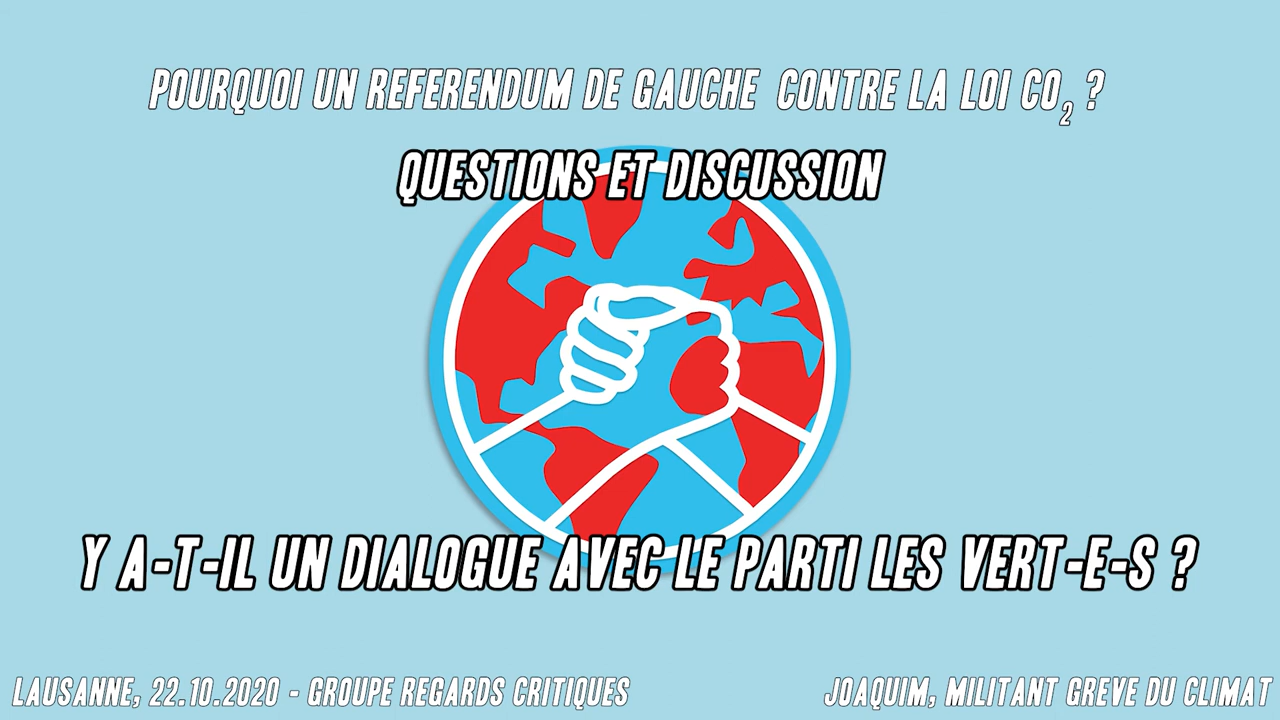 POURQUOI UN REFERENDUM DE GAUCHE CONTRE LA LOI CO₂ ?
QUESTIONS ET DISCUSSION
Y A-T-IL UN DIALOGUE AVEC LE PARTI LES VERT-E-S ?
LAUSANNE, 22.10.2020 - GROUPE REGARDS CRITIQUES
JOAQUIM, MILITANT GREVE DU CLIMAT